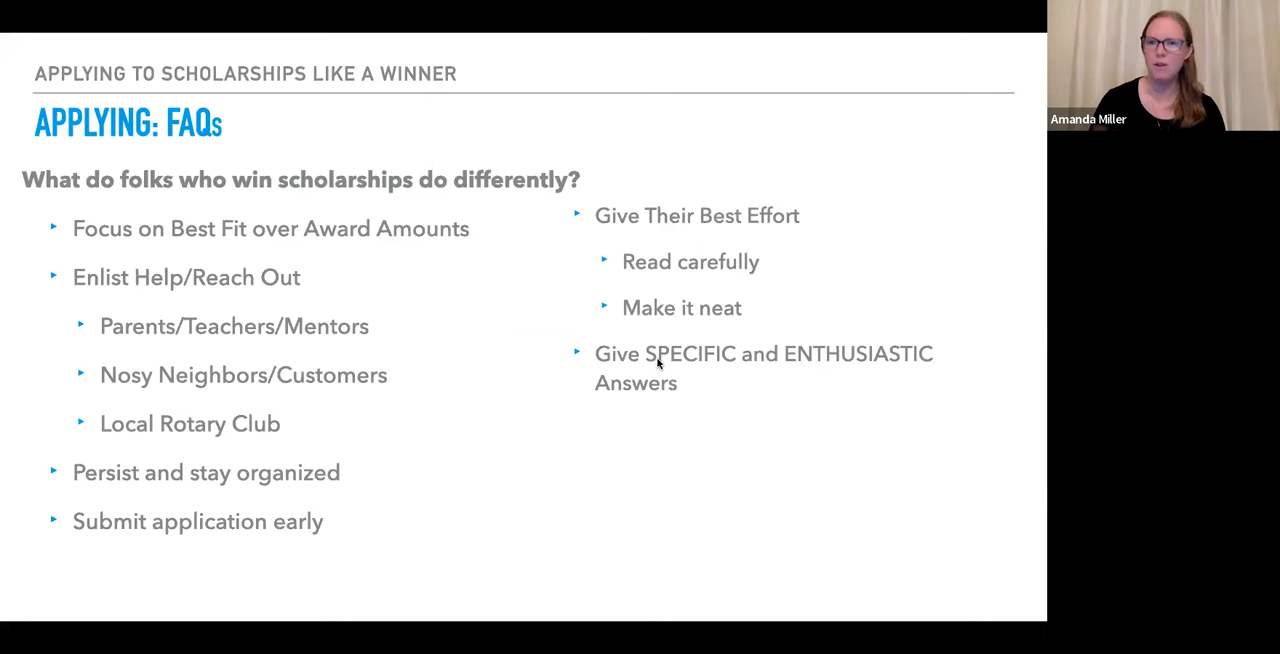 APPLYING TO SCHOLARSHIPS LIKE A WINNER
APPLYING: FAQs
What do folks who win scholarships do differently?
Focus on Best Fit over Award Amounts
Enlist Help/Reach Out
Parents/Teachers/Mentors
Nosy Neighbors/Customers
Local Rotary Club
Persist and stay organized
Submit application early
Give Their Best Effort
Read carefully
Make it neat
Give SPECIFIC and ENTHUSIASTIC
Answers
Amanda Miller